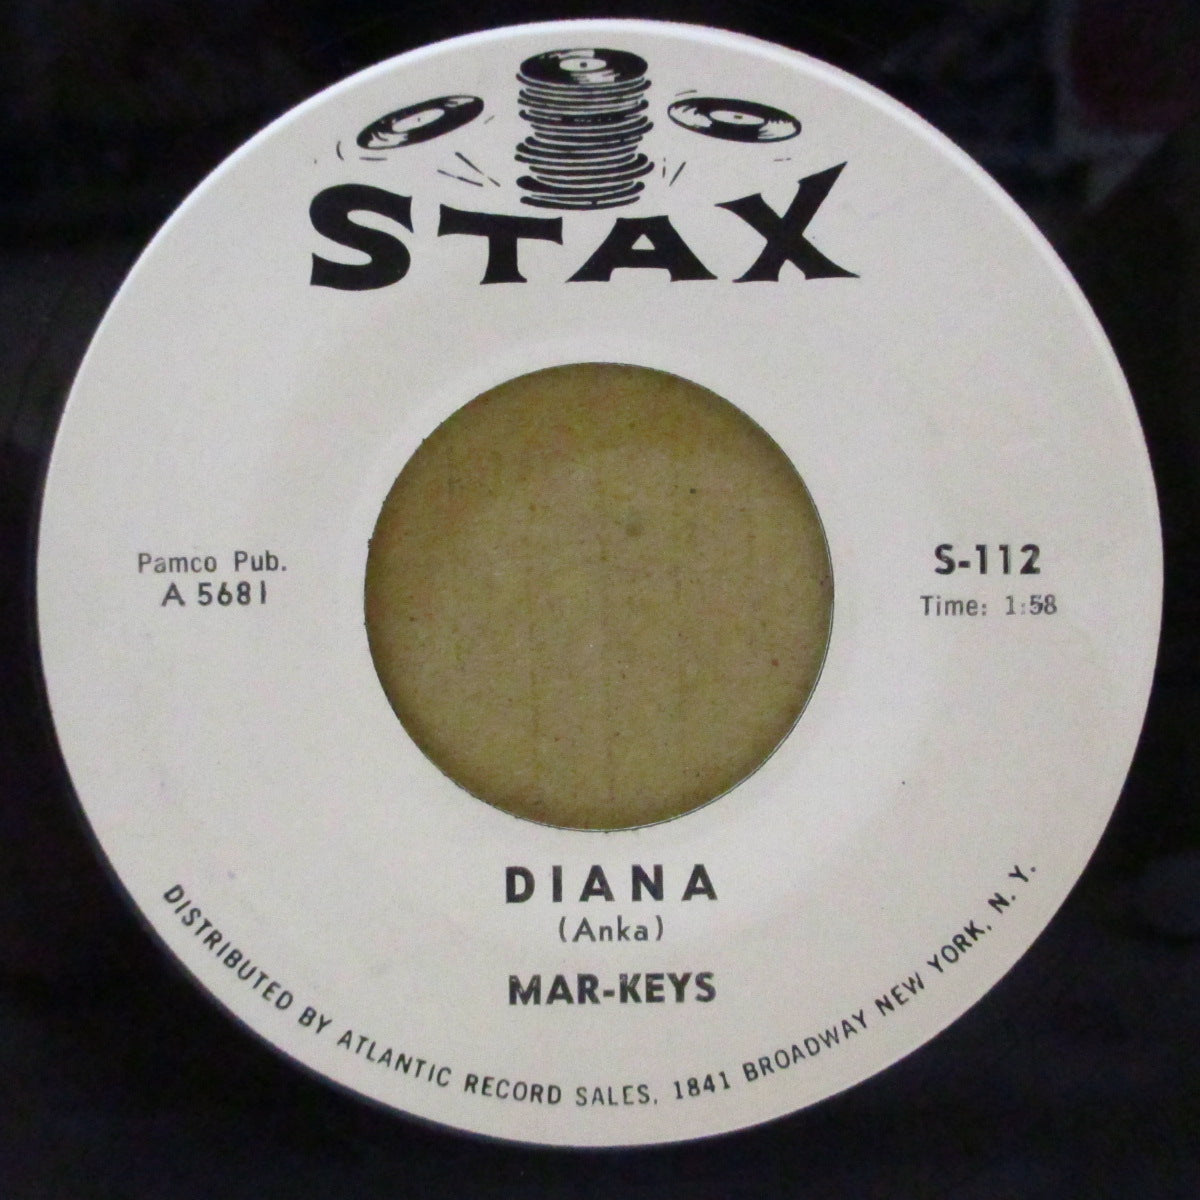 STAX
Pamco Pub.
A 5681
S-112
Time: 1:58
DIANA
(Anka)
MAR-KEYS
DISTRIBUTED BY ATLANTIC RECORD SALES, 1841 BROADWAY NEW YORK, N. Y.